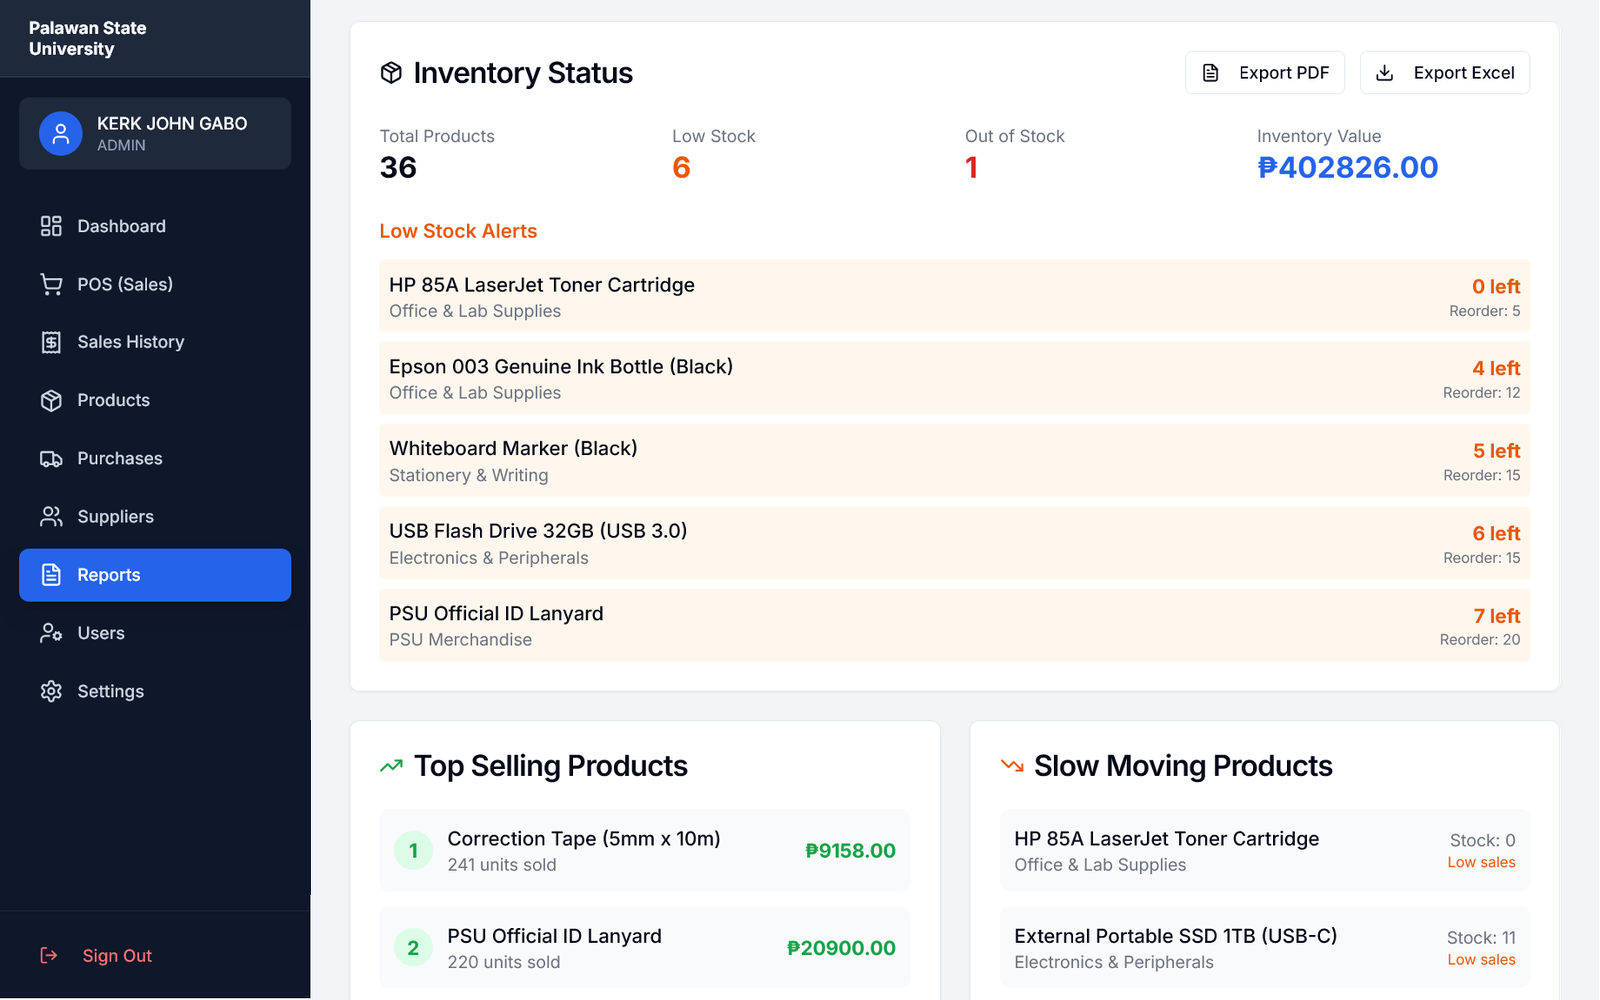 Palawan State
University
KERK JOHN GABO
ADMIN
Dashboard
POS (Sales)
Sales History
Products
Purchases
Suppliers
Reports
Users
Settings
Sign Out
Inventory Status
Export PDF
Export Excel
Total Products
36
Low Stock
6
Out of Stock
1
Inventory Value
₱402826.00
Low Stock Alerts
HP 85A LaserJet Toner Cartridge
Office & Lab Supplies
0 left
Reorder: 5
Epson 003 Genuine Ink Bottle (Black)
Office & Lab Supplies
4 left
Reorder: 12
Whiteboard Marker (Black)
Stationery & Writing
5 left
Reorder: 15
USB Flash Drive 32GB (USB 3.0)
Electronics & Peripherals
6 left
Reorder: 15
PSU Official ID Lanyard
PSU Merchandise
7 left
Reorder: 20
Top Selling Products
1
Correction Tape (5mm x 10m)
241 units sold
₱9158.00
2
PSU Official ID Lanyard
220 units sold
₱20900.00
Slow Moving Products
HP 85A LaserJet Toner Cartridge
Office & Lab Supplies
Stock: 0
Low sales
External Portable SSD 1TB (USB-C)
Electronics & Peripherals
Stock: 11
Low sales